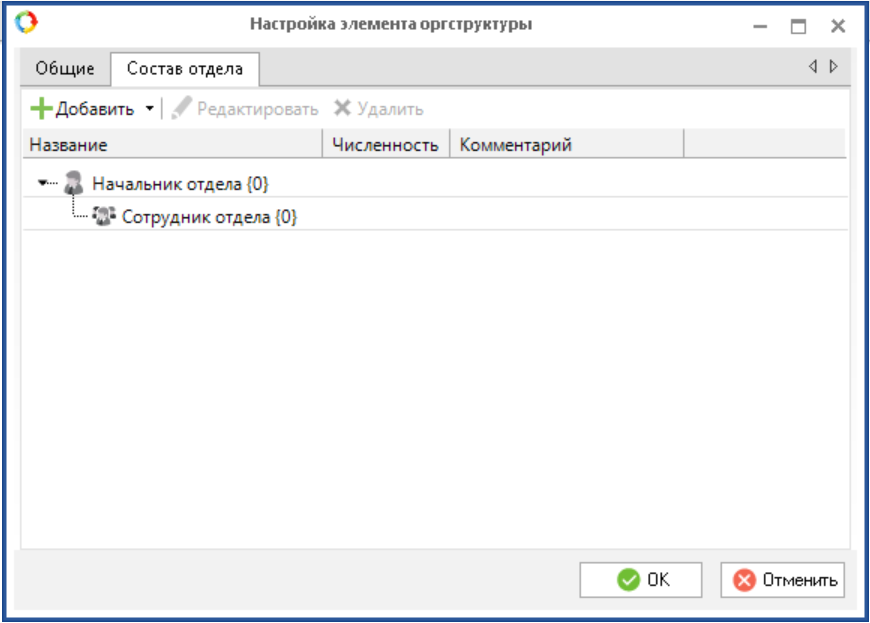 Настройка элемента оргструктуры
Общие Состав отдела
Добавить Редактировать Удалить
Название Численность Комментарий
Начальник отдела {0}
Сотрудник отдела {0}
OK Отменить